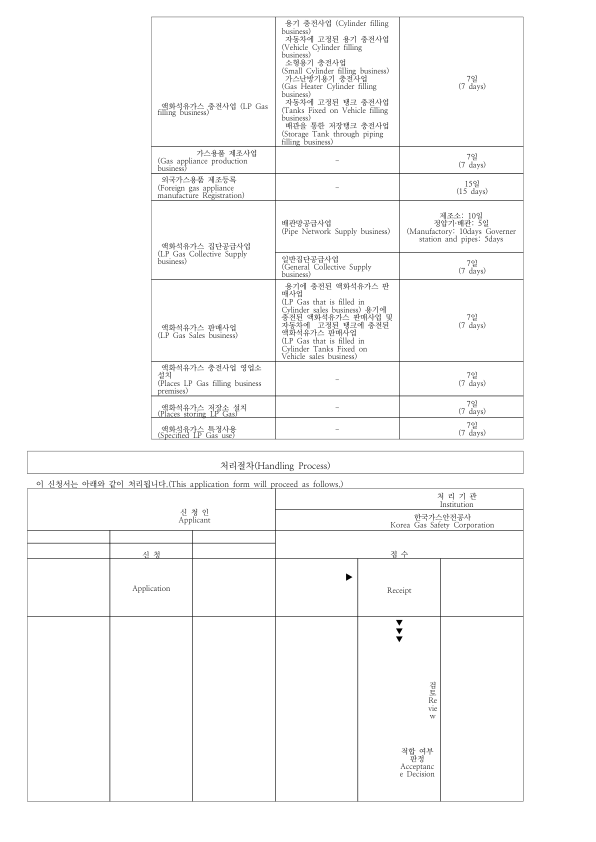 용기 충전사업 (Cylinder filling
business)
자동차에 고정된 용기 충전사업
(Vehicle Cylinder filling
business)
소형용기 충전사업
(Small Cylinder filling business)
가스난방기용기 충전사업
(Gas Heater Cylinder filling
business)
자동차에 고정된 탱크 충전사업
(Tanks Fixed on Vehicle filling
business)
배관을 통한 저장탱크 충전사업
(Storage Tank through piping
filling business)
액화석유가스 충전사업 (LP Gas
filling business)
7일
(7 days)
가스용품 제조사업
(Gas appliance production
business)
-
7일
(7 days)
외국가스용품 제조등록
(Foreign gas appliance
manufacture Registration)
-
15일
(15 days)
액화석유가스 집단공급사업
(LP Gas Collective Supply
business)
배관망공급사업
(Pipe Network Supply business)
제조소: 10일
정압기·배관: 5일
(Manufactory: 10days Governer
station and pipes: 5days
일반집단공급사업
(General Collective Supply
business)
7일
(7 days)
액화석유가스 판매사업
(LP Gas Sales business)
용기에 충전된 액화석유가스 판
매사업
(LP Gas that is filled in
Cylinder sales business) 용기에
충전된 액화석유가스 판매사업 및
자동차에 고정된 탱크에 충전된
액화석유가스 판매사업
(LP Gas that is filled in
Cylinder Tanks Fixed on
Vehicle sales business)
7일
(7 days)
액화석유가스 충전사업 영업소
설치
(Places LP Gas filling business
premises)
-
7일
(7 days)
액화석유가스 저장소 설치
(Places storing LP Gas)
-
7일
(7 days)
액화석유가스 특정사용
(Specified LP Gas use)
-
7일
(7 days)
처리절차(Handling Process)
이 신청서는 아래와 같이 처리됩니다.(This application form will proceed as follows.)
신 청 인
Applicant
처 리 기 관
Institution
한국가스안전공사
Korea Gas Safety Corporation
신 청
접 수
Application
▶
Receipt
▼
▼
▼
검
토
Re
vie
w
적합 여부
판정
Acceptanc
e Decision